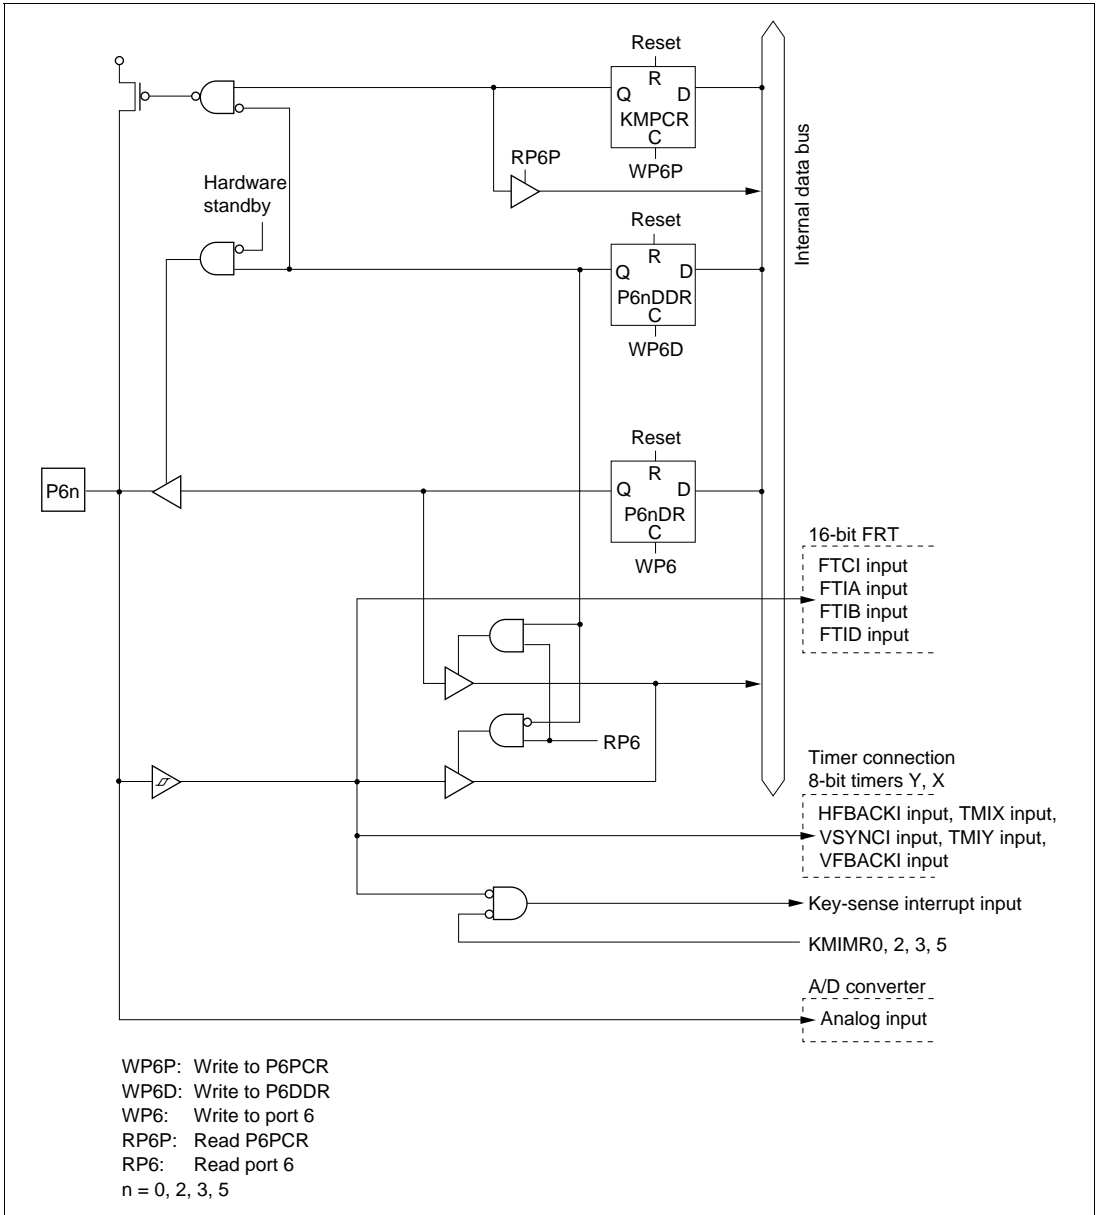 Reset
R
Q D
KMPCR
C
WP6P
RP6P
Hardware
standby
Internal data bus
Reset
R
Q D
P6nDDR
C
WP6D
Reset
R
Q D
P6nDR
C
WP6
P6n
16-bit FRT
FTCI input
FTIA input
FTIB input
FTID input
RP6
Timer connection
8-bit timers Y, X
HFBACKI input, TMIX input,
VSYNCI input, TMIY input,
VFBACKI input
Key-sense interrupt input
KMIMR0, 2, 3, 5
A/D converter
Analog input
WP6P: Write to P6PCR
WP6D: Write to P6DDR
WP6: Write to port 6
RP6P: Read P6PCR
RP6: Read port 6
n = 0, 2, 3, 5